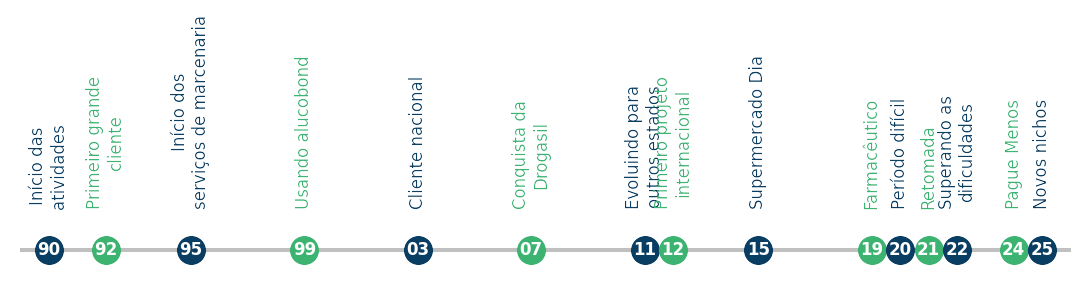 Início das
atividades
Primeiro grande
cliente
Início dos
serviços de marcenaria
Usando alucobond
Cliente nacional
Conquista da
Drogasil
Evoluindo para
outros estados
Primeiro projeto
internacional
Supermercado Dia
Farmacêutico
Período difícil
Retomada
Superando as
dificuldades
Pague Menos
Novos nichos
90
92
95
99
03
07
11
12
15
19
20
21
22
24
25